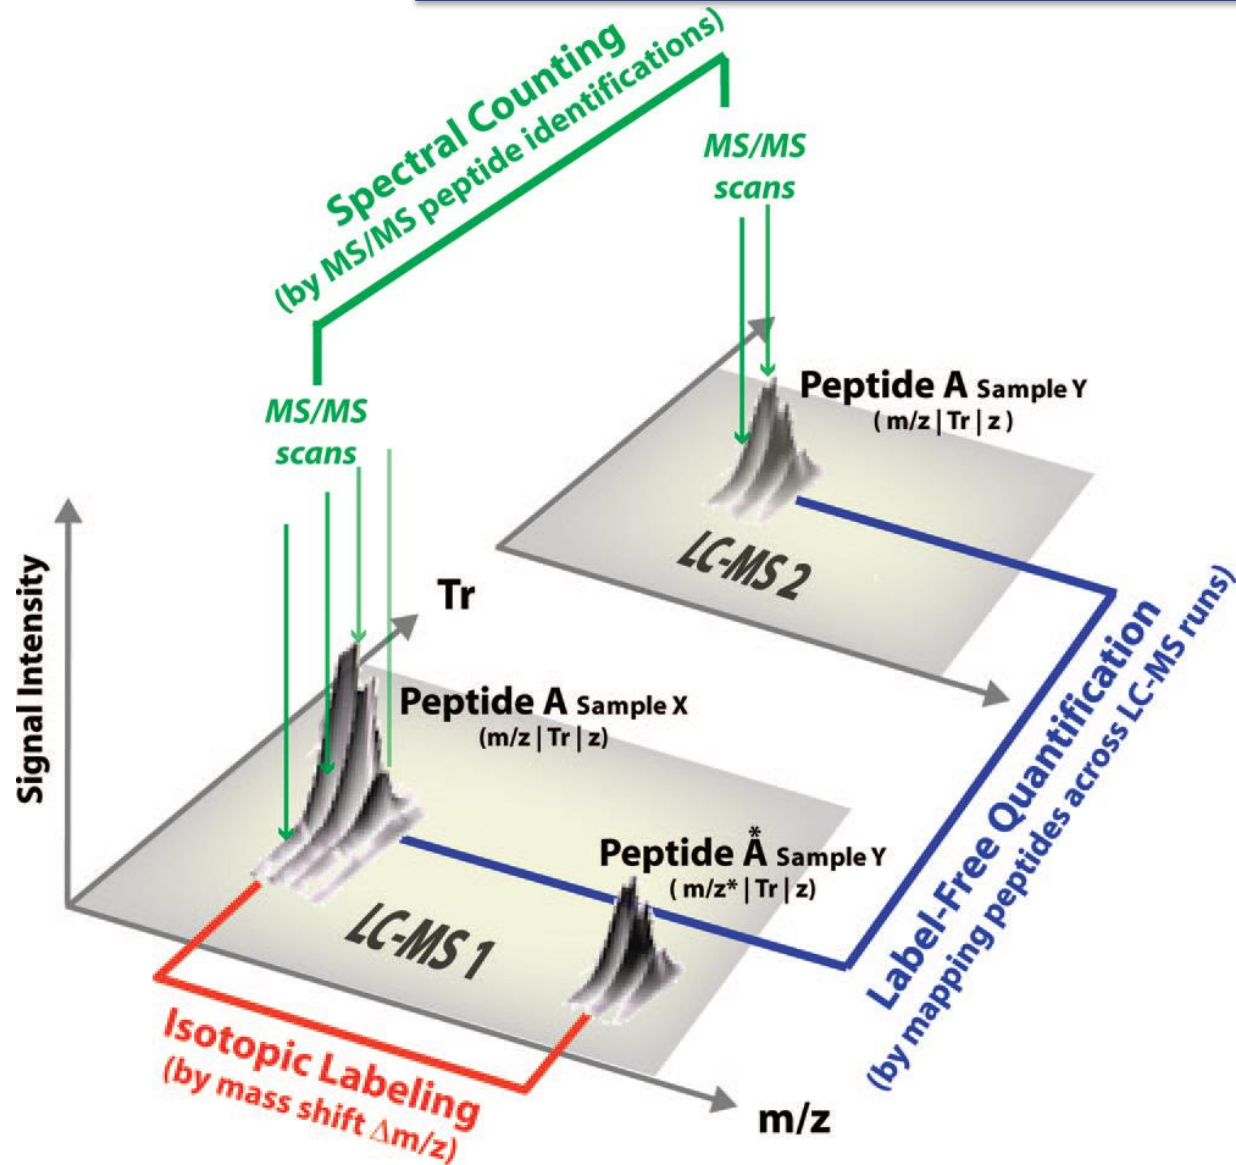 Spectral Counting
(by MS/MS peptide identifications)
MS/MS
scans
MS/MS
scans
Peptide A Sample Y
( m/z | Tr | z )
LC-MS 2
Signal Intensity
Tr
Peptide A Sample X
(m/z | Tr | z)
Peptide Å* Sample Y
( m/z* | Tr | z)
LC-MS 1
Label-Free Quantification
(by mapping peptides across LC-MS runs)
Isotopic Labeling
(by mass shift Δm/z)
m/z